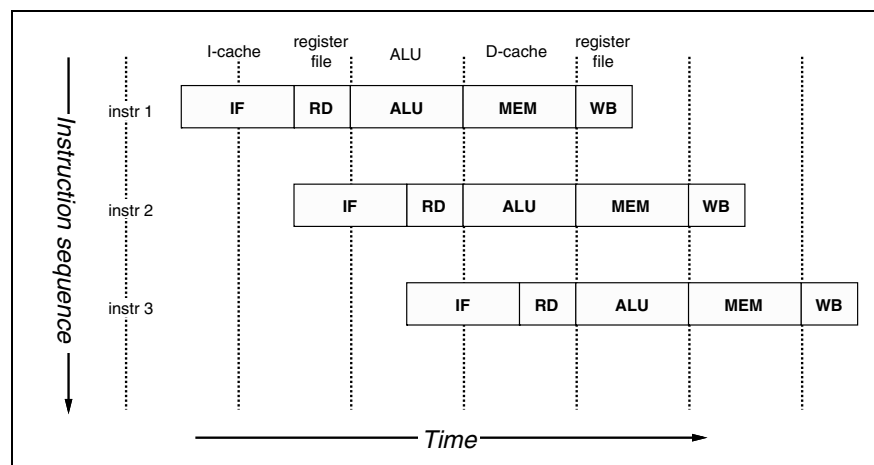 register register
I-cache file ALU D-cache file
instr 1 IF RD ALU MEM WB
instr 2 IF RD ALU MEM WB
instr 3 IF RD ALU MEM WB
Instruction sequence
Time